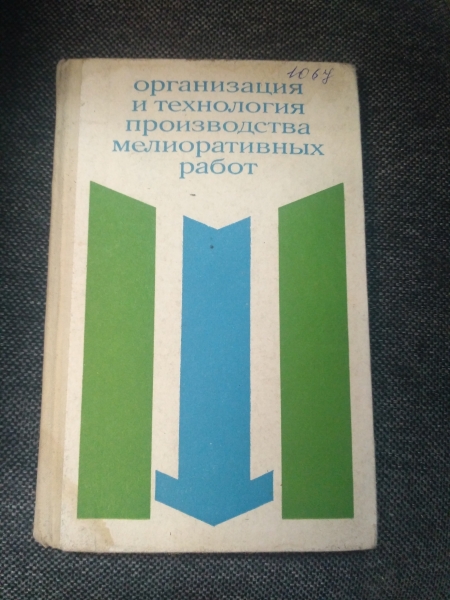 1067
организация
и технология
производства
мелиоративных
работ